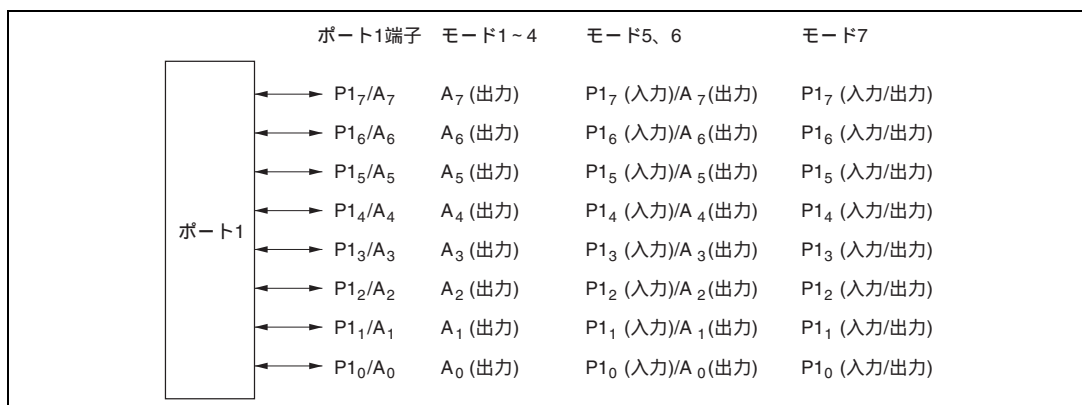 ポート1端子 モード1~4 モード5、6 モード7
P1₇/A₇ A₇ (出力) P1₇ (入力)/A₇(出力) P1₇ (入力/出力)
P1₆/A₆ A₆ (出力) P1₆ (入力)/A₆(出力) P1₆ (入力/出力)
P1₅/A₅ A₅ (出力) P1₅ (入力)/A₅(出力) P1₅ (入力/出力)
P1₄/A₄ A₄ (出力) P1₄ (入力)/A₄(出力) P1₄ (入力/出力)
ポート1
P1₃/A₃ A₃ (出力) P1₃ (入力)/A₃(出力) P1₃ (入力/出力)
P1₂/A₂ A₂ (出力) P1₂ (入力)/A₂(出力) P1₂ (入力/出力)
P1₁/A₁ A₁ (出力) P1₁ (入力)/A₁(出力) P1₁ (入力/出力)
P1₀/A₀ A₀ (出力) P1₀ (入力)/A₀(出力) P1₀ (入力/出力)